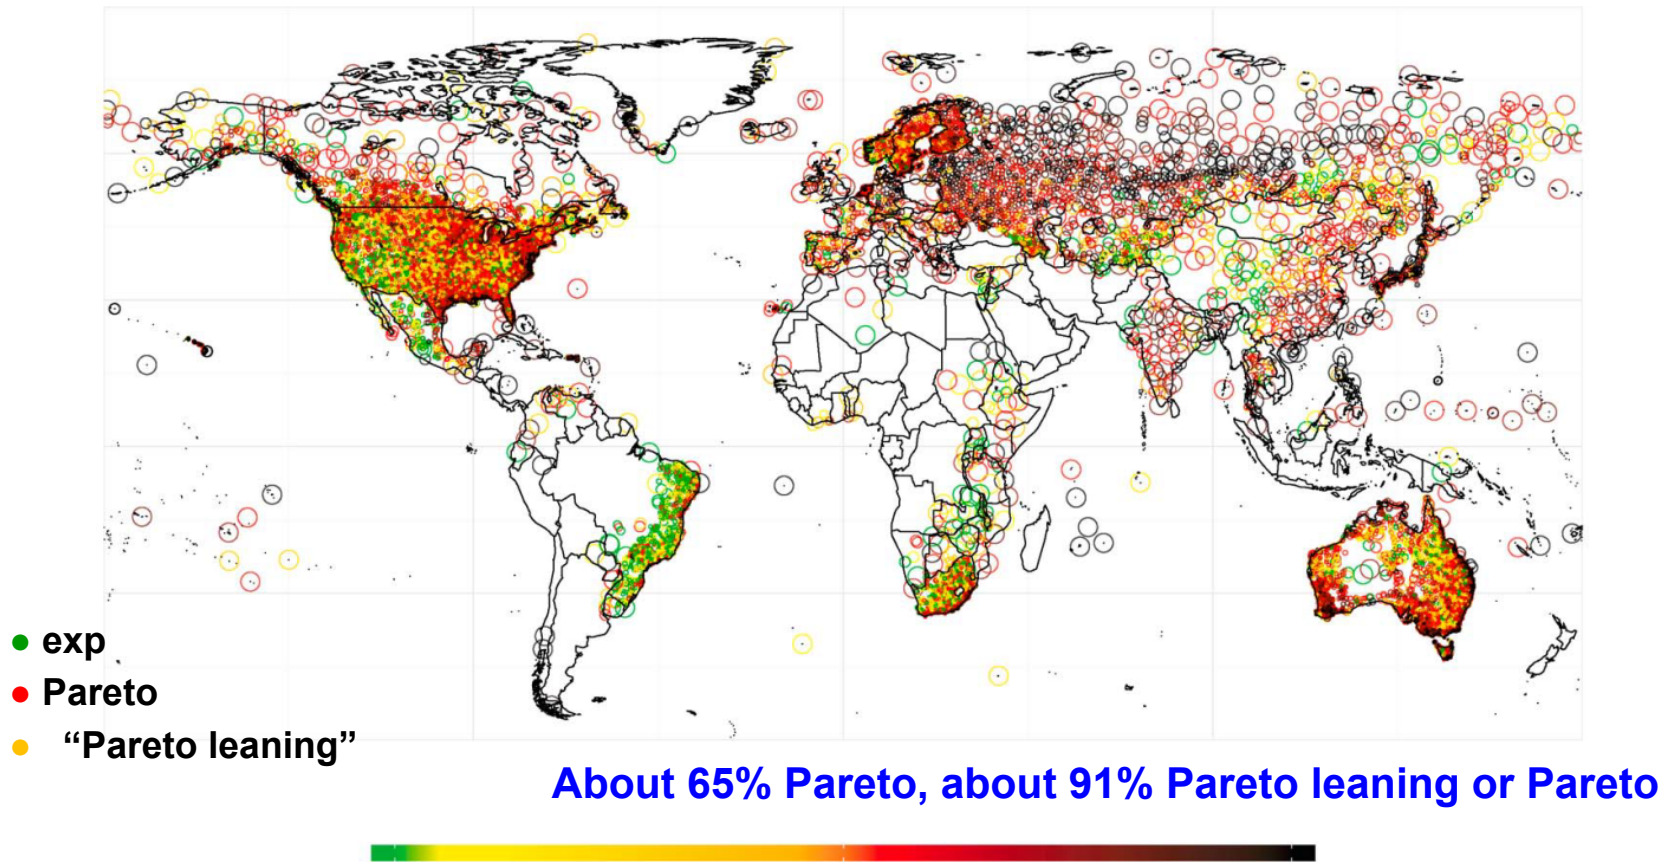 exp
Pareto
“Pareto leaning”
About 65% Pareto, about 91% Pareto leaning or Pareto